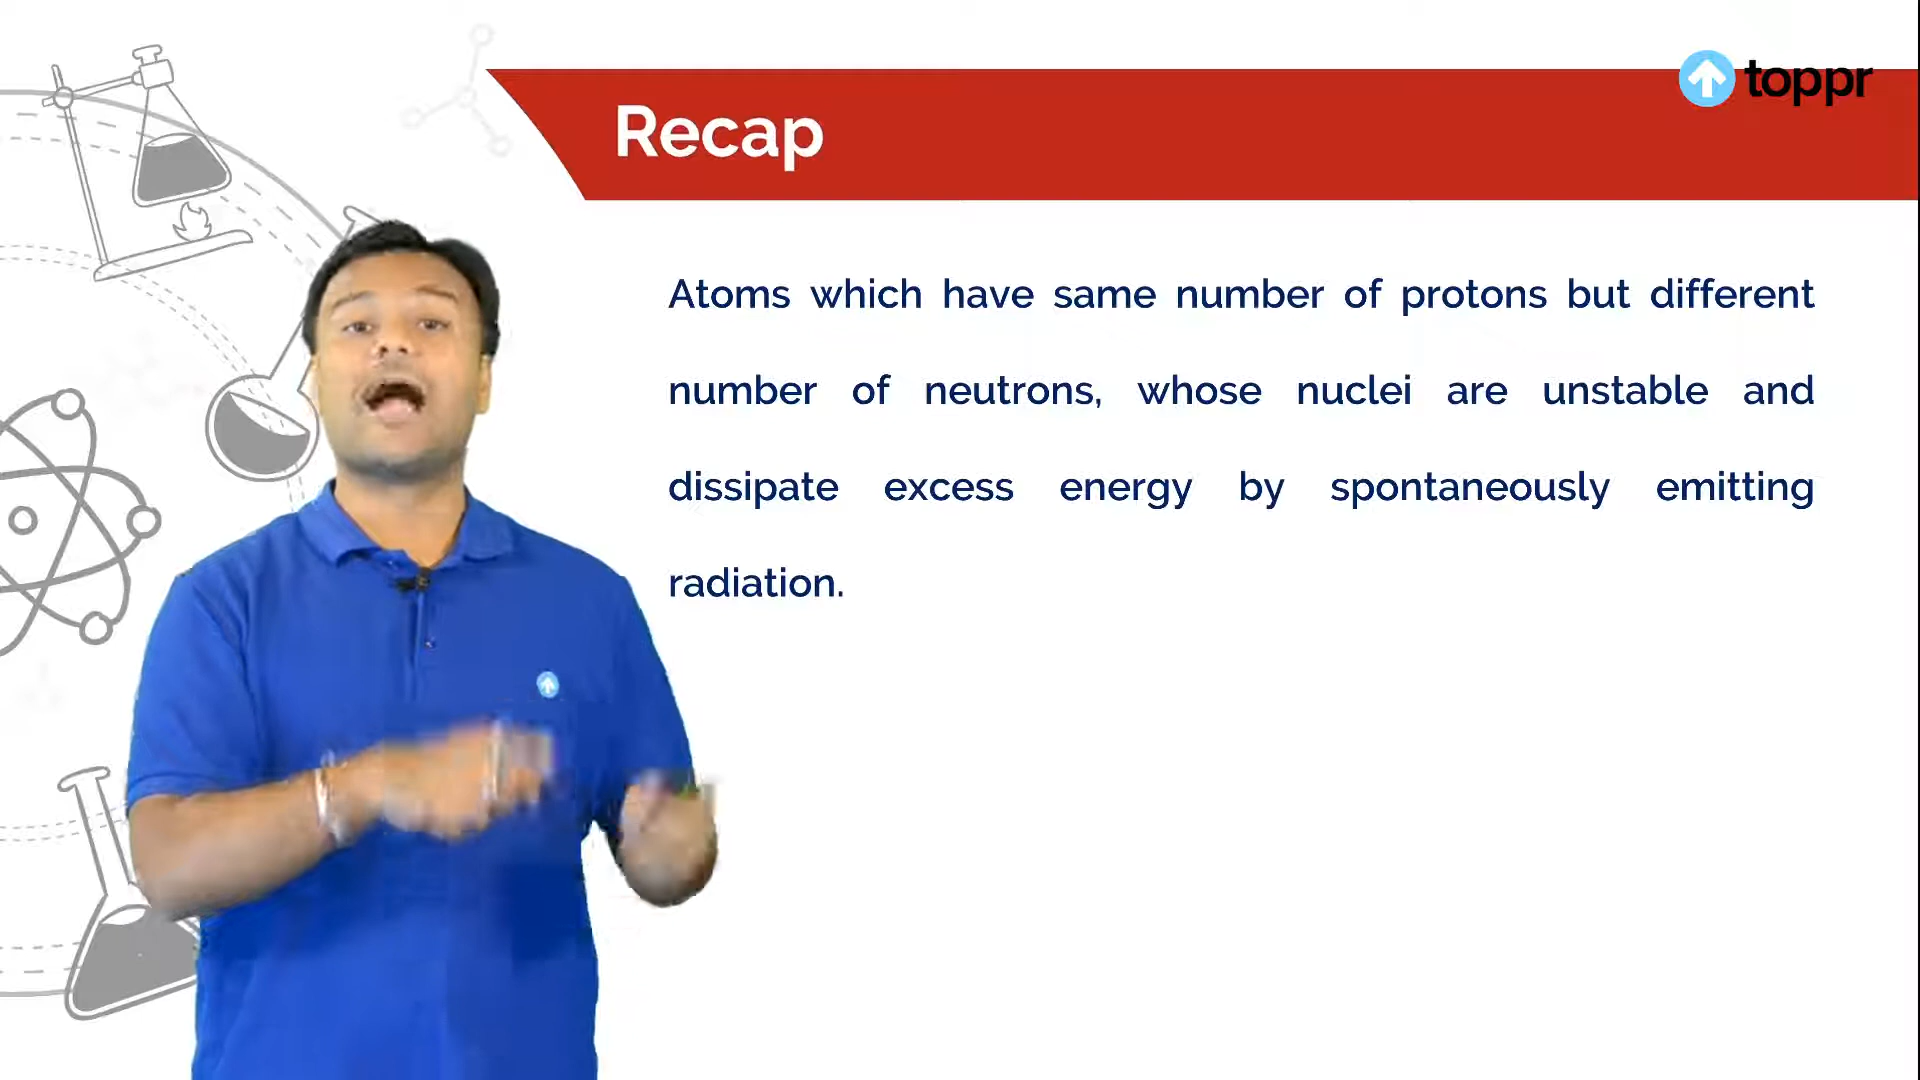 toppr
Recap
Atoms which have same number of protons but different
number of neutrons, whose nuclei are unstable and
dissipate excess energy by spontaneously emitting
radiation.